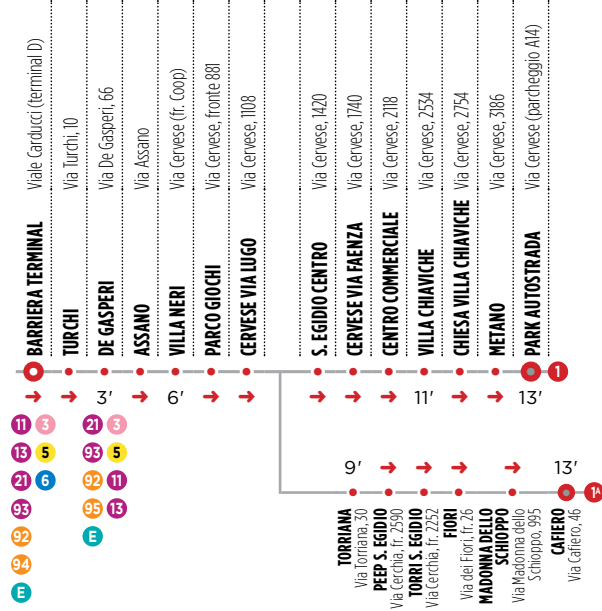 Viale Carducci (terminal D)
Via Turchi, 10
Via De Gasperi, 66
Via Assano
Via Cervese (fr. Coop)
Via Cervese, fronte 881
Via Cervese, 1108
Via Cervese, 1420
Via Cervese, 1740
Via Cervese, 2118
Via Cervese, 2534
Via Cervese, 2754
Via Cervese, 3186
Via Cervese (parcheggio A14)
BARRIERA TERMINAL
TURCHI
DE GASPERI
ASSANO
VILLA NERI
PARCO GIOCHI
CERVESE VIA LUGO
S. EGIDIO CENTRO
CERVESE VIA FAENZA
CENTRO COMMERCIALE
VILLA CHIAVICHE
CHIESA VILLA CHIAVICHE
METANO
PARK AUTOSTRADA
1
→ → 3' → 6' → → → → → 11' → → 13'
11 3 21 3
13 5 93 5
21 6 92 11
93 95 13
92 E
94
E
9' → → → → 13'
1A
TORRIANA
Via Torriana, 30
PEEP S. EGIDIO
Via Cerchia, fr. 2590
TORRI S. EGIDIO
Via Cerchia, fr. 2252
FIORI
Via dei Fiori, fr. 26
MADONNA DELLO
SCHIOPPO
Via Madonna dello
Schioppo, 995
CAFIERO
Via Cafiero, 46